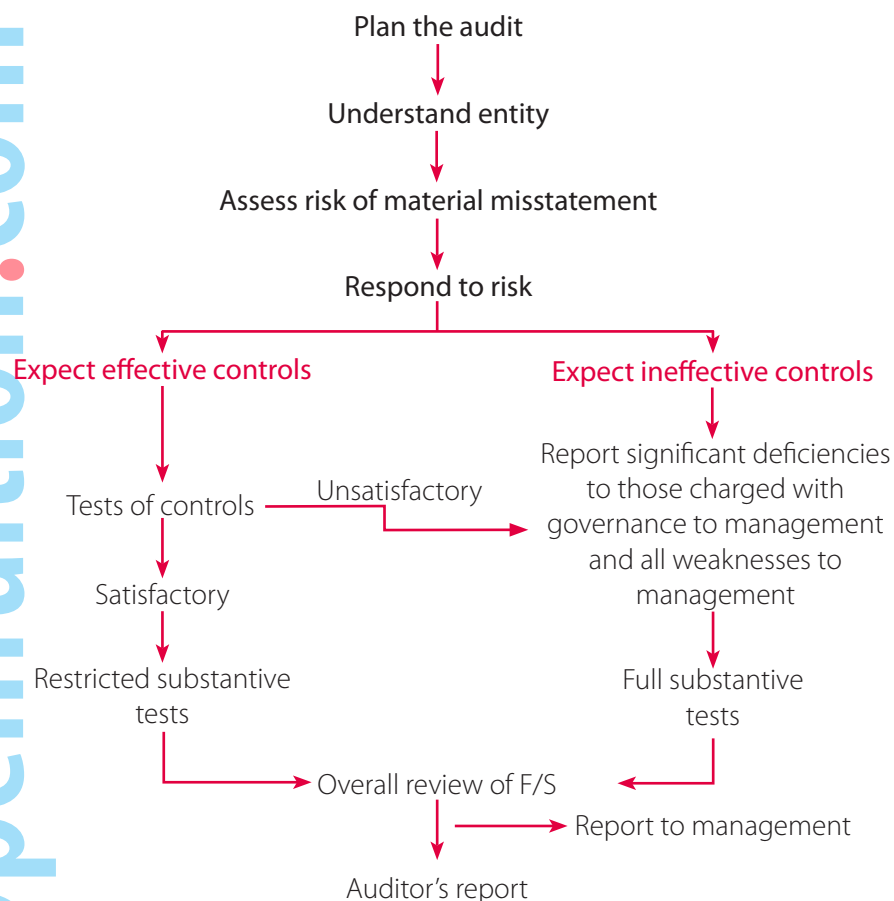 Plan the audit
Understand entity
Assess risk of material misstatement
Respond to risk
Expect effective controls
Expect ineffective controls
Tests of controls
Unsatisfactory
Report significant deficiencies
to those charged with
governance to management
and all weaknesses to
management
Satisfactory
Restricted substantive
tests
Full substantive
tests
Overall review of F/S
Report to management
Auditor’s report